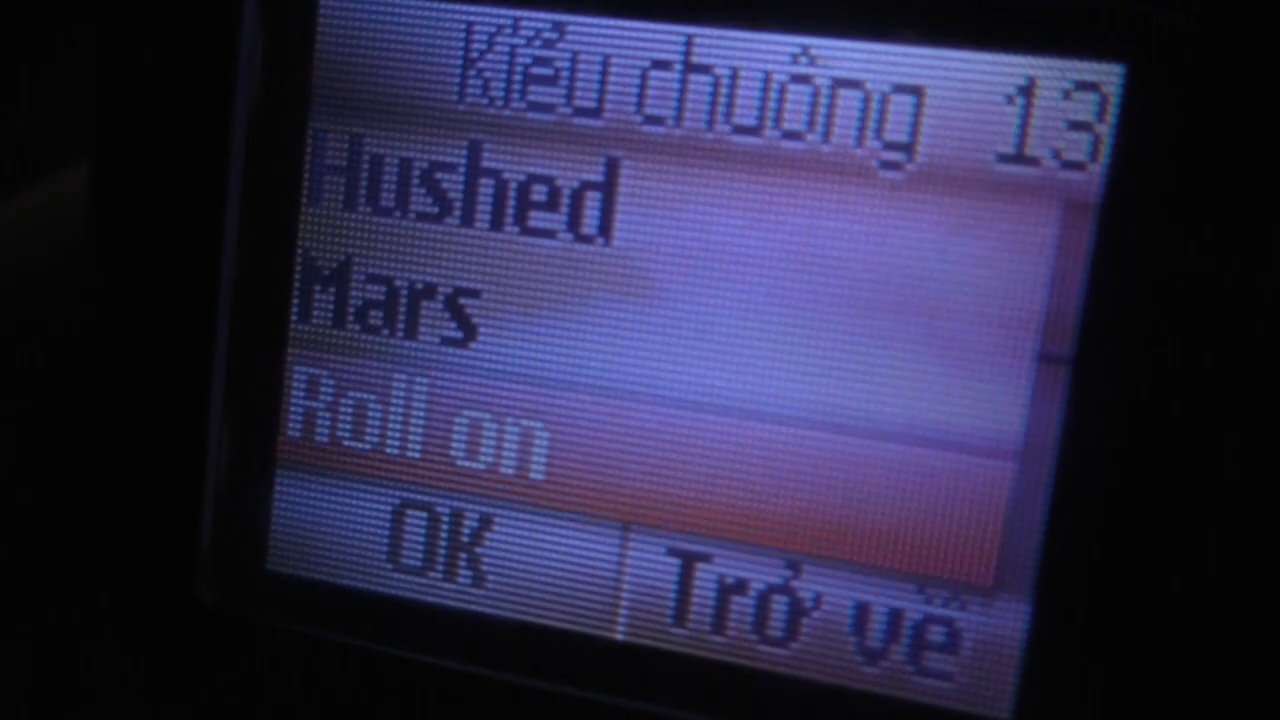 Kiểu chuông 13
Hushed
Mars
Roll on
OK Trở về